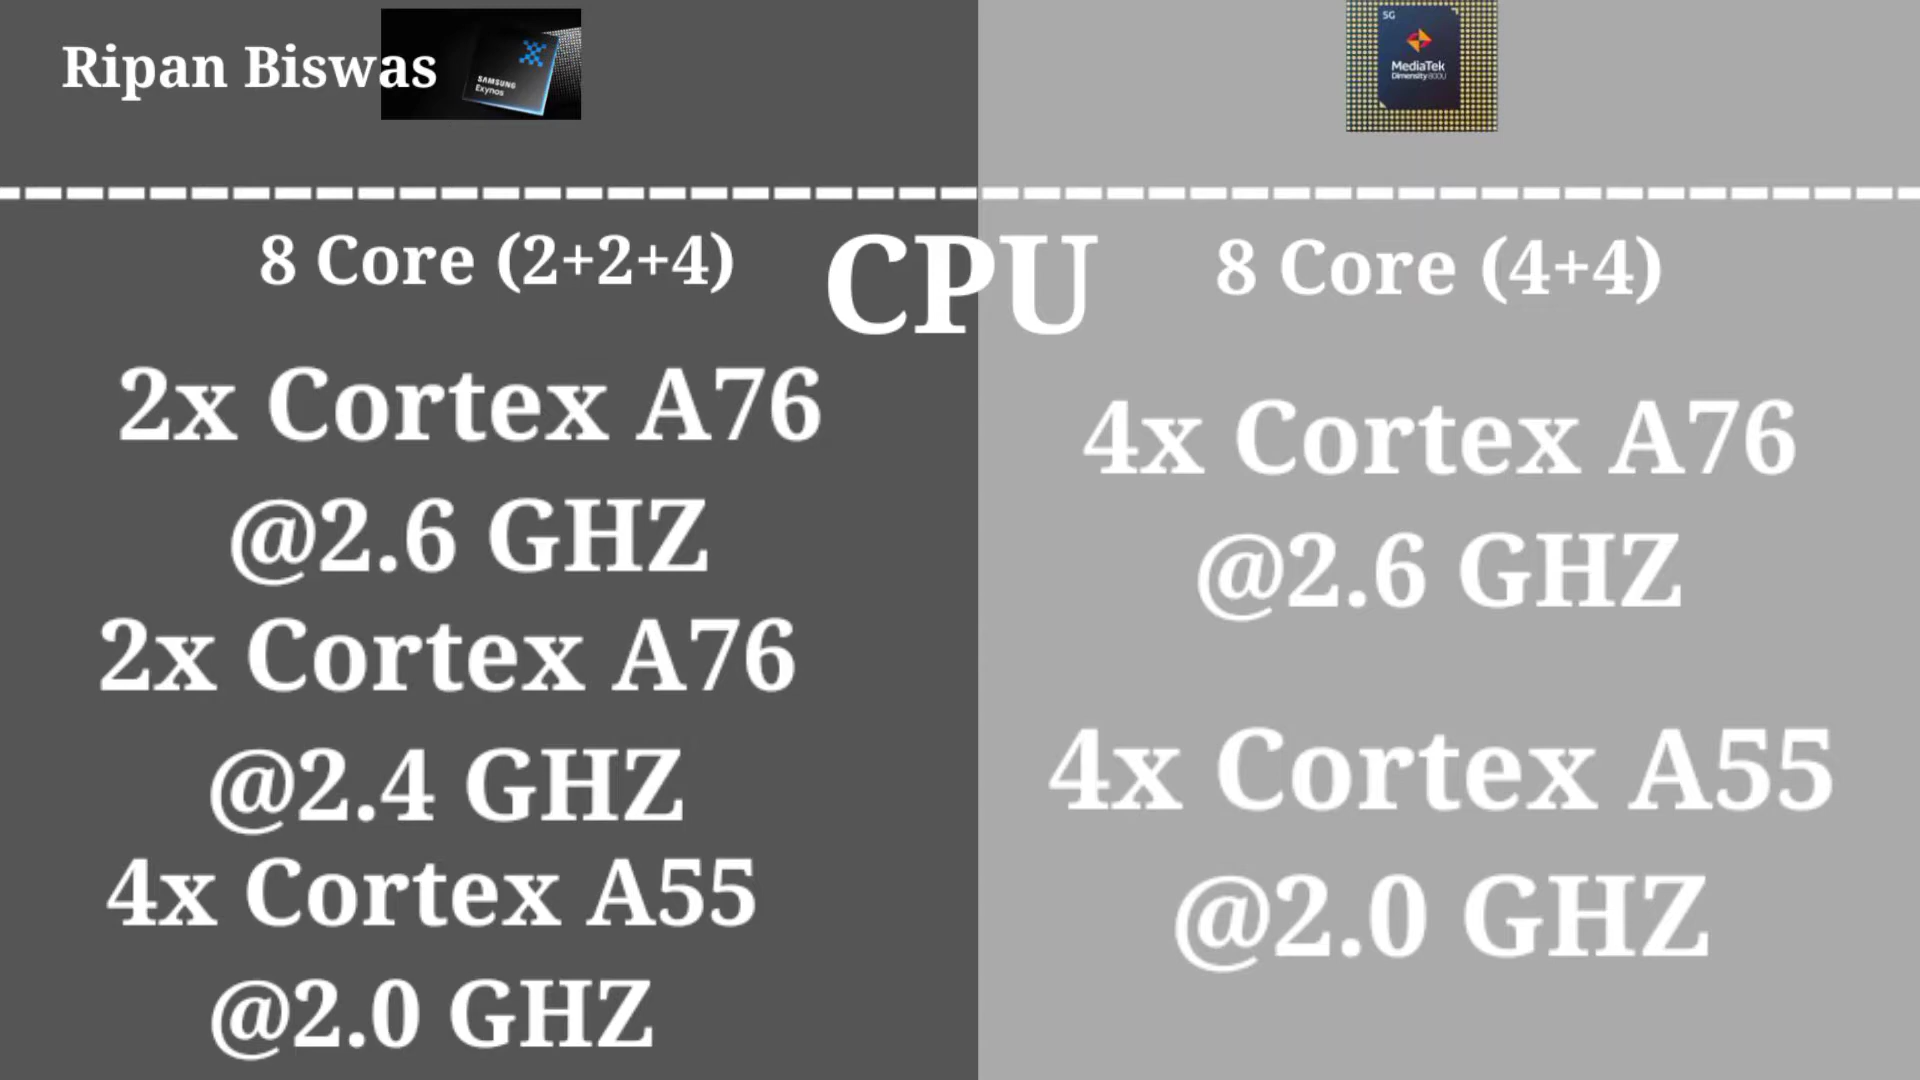 Ripan Biswas
SAMSUNG
Exynos
5G
MediaTek
Dimensity 800U
CPU
8 Core (2+2+4)
2x Cortex A76
@2.6 GHZ
2x Cortex A76
@2.4 GHZ
4x Cortex A55
@2.0 GHZ
8 Core (4+4)
4x Cortex A76
@2.6 GHZ
4x Cortex A55
@2.0 GHZ